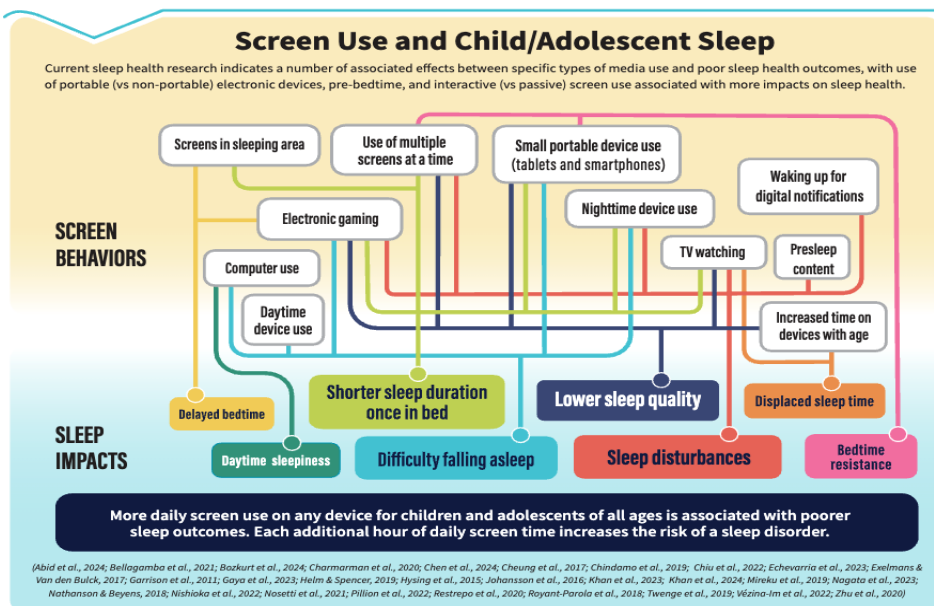 Screen Use and Child/Adolescent Sleep
Current sleep health research indicates a number of associated effects between specific types of media use and poor sleep health outcomes, with use
of portable (vs non-portable) electronic devices, pre-bedtime, and interactive (vs passive) screen use associated with more impacts on sleep health.
Screens in sleeping area
Use of multiple
screens at a time
Small portable device use
(tablets and smartphones)
Waking up for
digital notifications
Electronic gaming
Nighttime device use
SCREEN
BEHAVIORS
TV watching
Presleep
content
Computer use
Daytime
device use
Increased time on
devices with age
Delayed bedtime
Shorter sleep duration
once in bed
Lower sleep quality
Displaced sleep time
SLEEP
IMPACTS
Daytime sleepiness
Difficulty falling asleep
Sleep disturbances
Bedtime
resistance
More daily screen use on any device for children and adolescents of all ages is associated with poorer
sleep outcomes. Each additional hour of daily screen time increases the risk of a sleep disorder.
(Abid et al., 2024; Bellagamba et al., 2021; Bozkurt et al., 2024; Charmarman et al., 2020; Chen et al., 2024; Cheung et al., 2017; Chindamo et al., 2019; Chiu et al., 2022; Echevarria et al., 2023; Exelmans &
Van den Bulck, 2017; Garrison et al., 2011; Gaya et al., 2023; Helm & Spencer, 2019; Hysing et al., 2015; Johansson et al., 2016; Khan et al., 2023; Khan et al., 2024; Mireku et al., 2019; Nagata et al., 2023;
Nathanson & Beyens, 2018; Nishioka et al., 2022; Nosetti et al., 2021; Pillion et al., 2022; Restrepo et al., 2020; Royant-Parola et al., 2018; Twenge et al., 2019; Vézina-Im et al., 2022; Zhu et al., 2020)